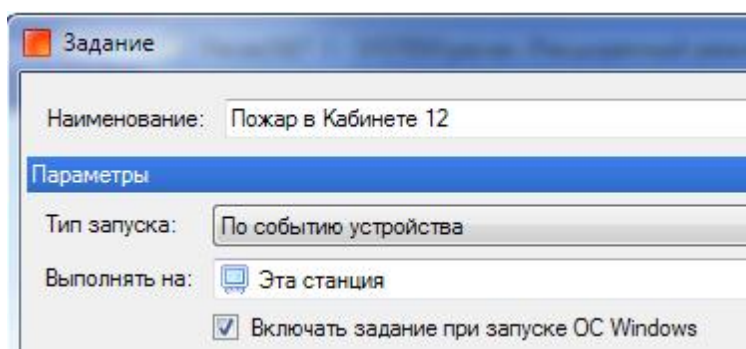 Задание
Наименование: Пожар в Кабинете 12
Параметры
Тип запуска: По событию устройства
Выполнять на: Эта станция
Включать задание при запуске ОС Windows